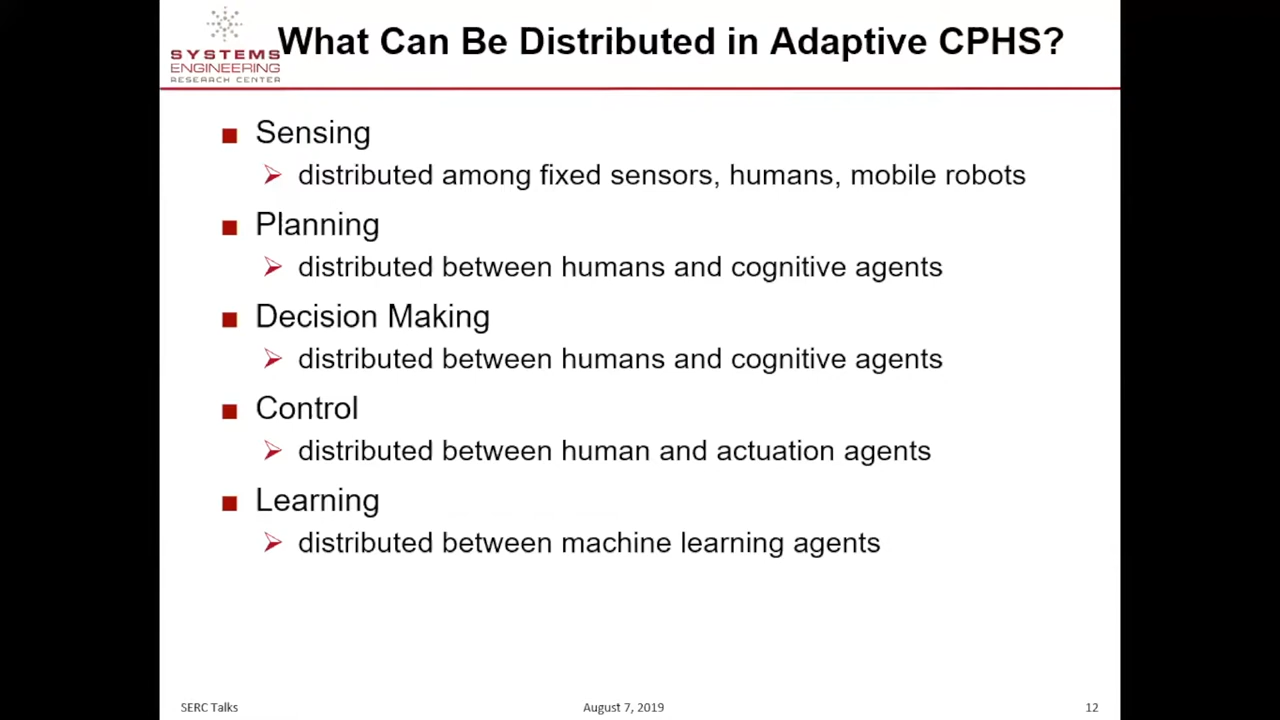 SYSTEMS
ENGINEERING
RESEARCH CENTER
What Can Be Distributed in Adaptive CPHS?
Sensing
distributed among fixed sensors, humans, mobile robots
Planning
distributed between humans and cognitive agents
Decision Making
distributed between humans and cognitive agents
Control
distributed between human and actuation agents
Learning
distributed between machine learning agents
SERC Talks
August 7, 2019
12